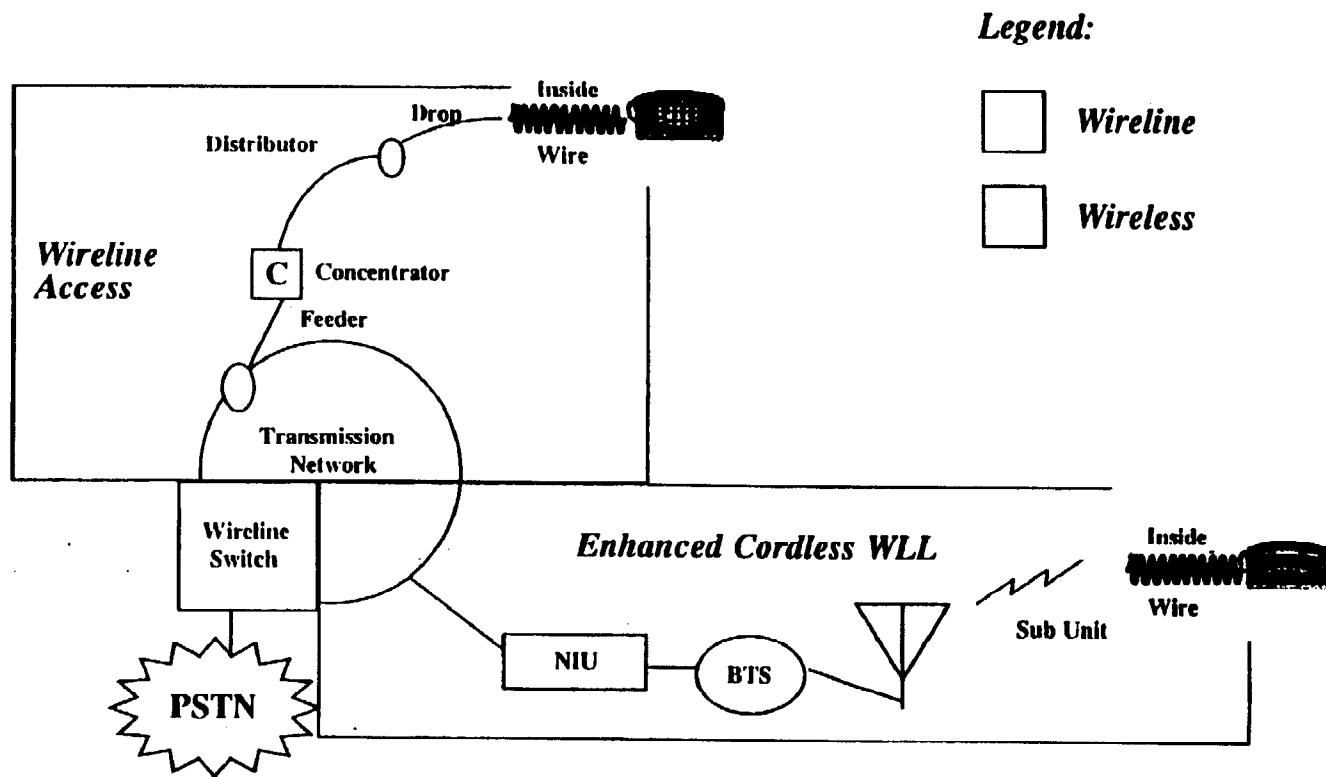 Legend:
Inside
Drop
Distributor
Wire
Wireline
Wireless
Wireline
Access
C
Concentrator
Feeder
Transmission
Network
Wireline
Switch
Enhanced Cordless WLL
Inside
Wire
Sub Unit
NIU
BTS
PSTN